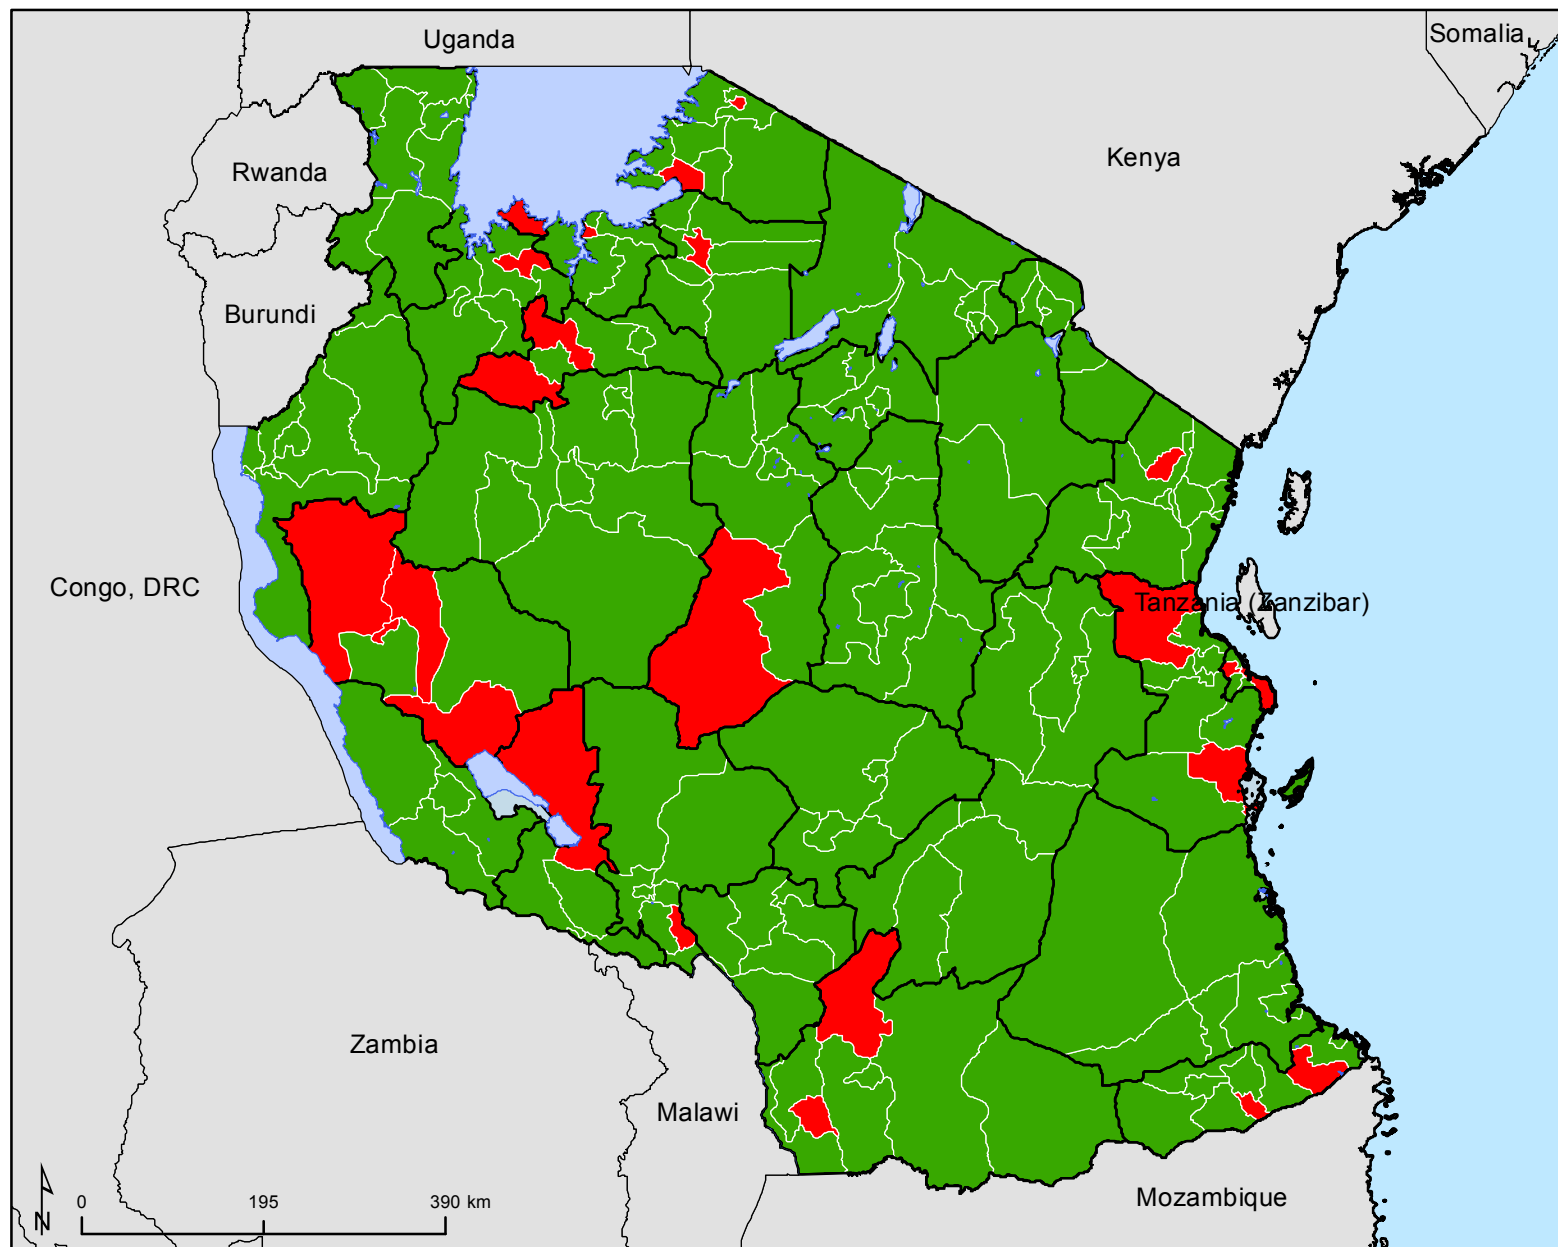 Uganda
Somalia
Kenya
Rwanda
Burundi
Congo, DRC
Tanzania (Zanzibar)
Zambia
Malawi
Mozambique
N
0 195 390 km